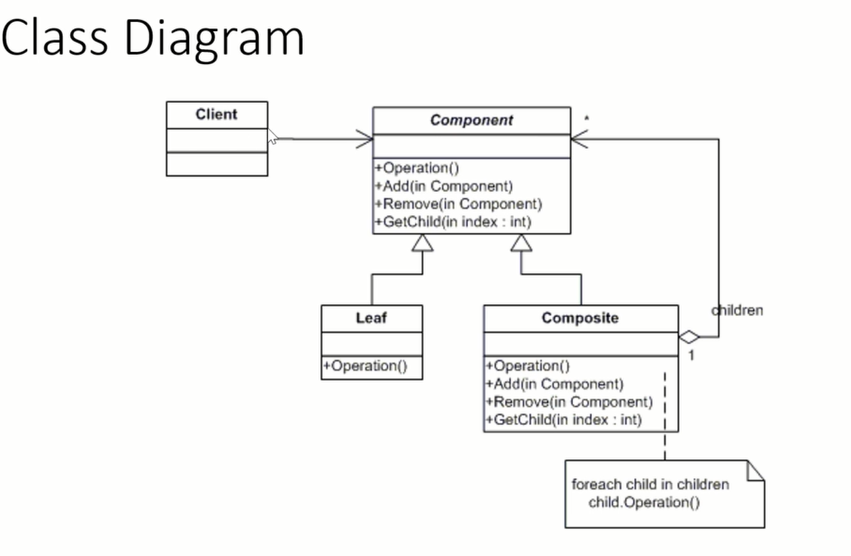 Class Diagram
Client
Component
*
+Operation()
+Add(in Component)
+Remove(in Component)
+GetChild(in index : int)
children
1
Leaf
+Operation()
Composite
+Operation()
+Add(in Component)
+Remove(in Component)
+GetChild(in index : int)
foreach child in children
child.Operation()